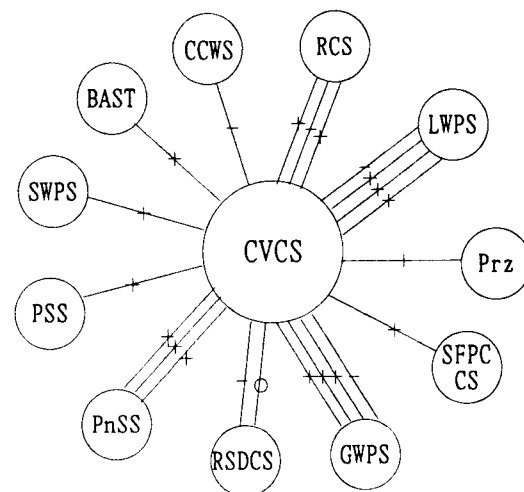 CCWS
RCS
BAST
LWPS
SWPS
CVCS
Prz
PSS
SFPC
CS
PnSS
RSDCS
GWPS